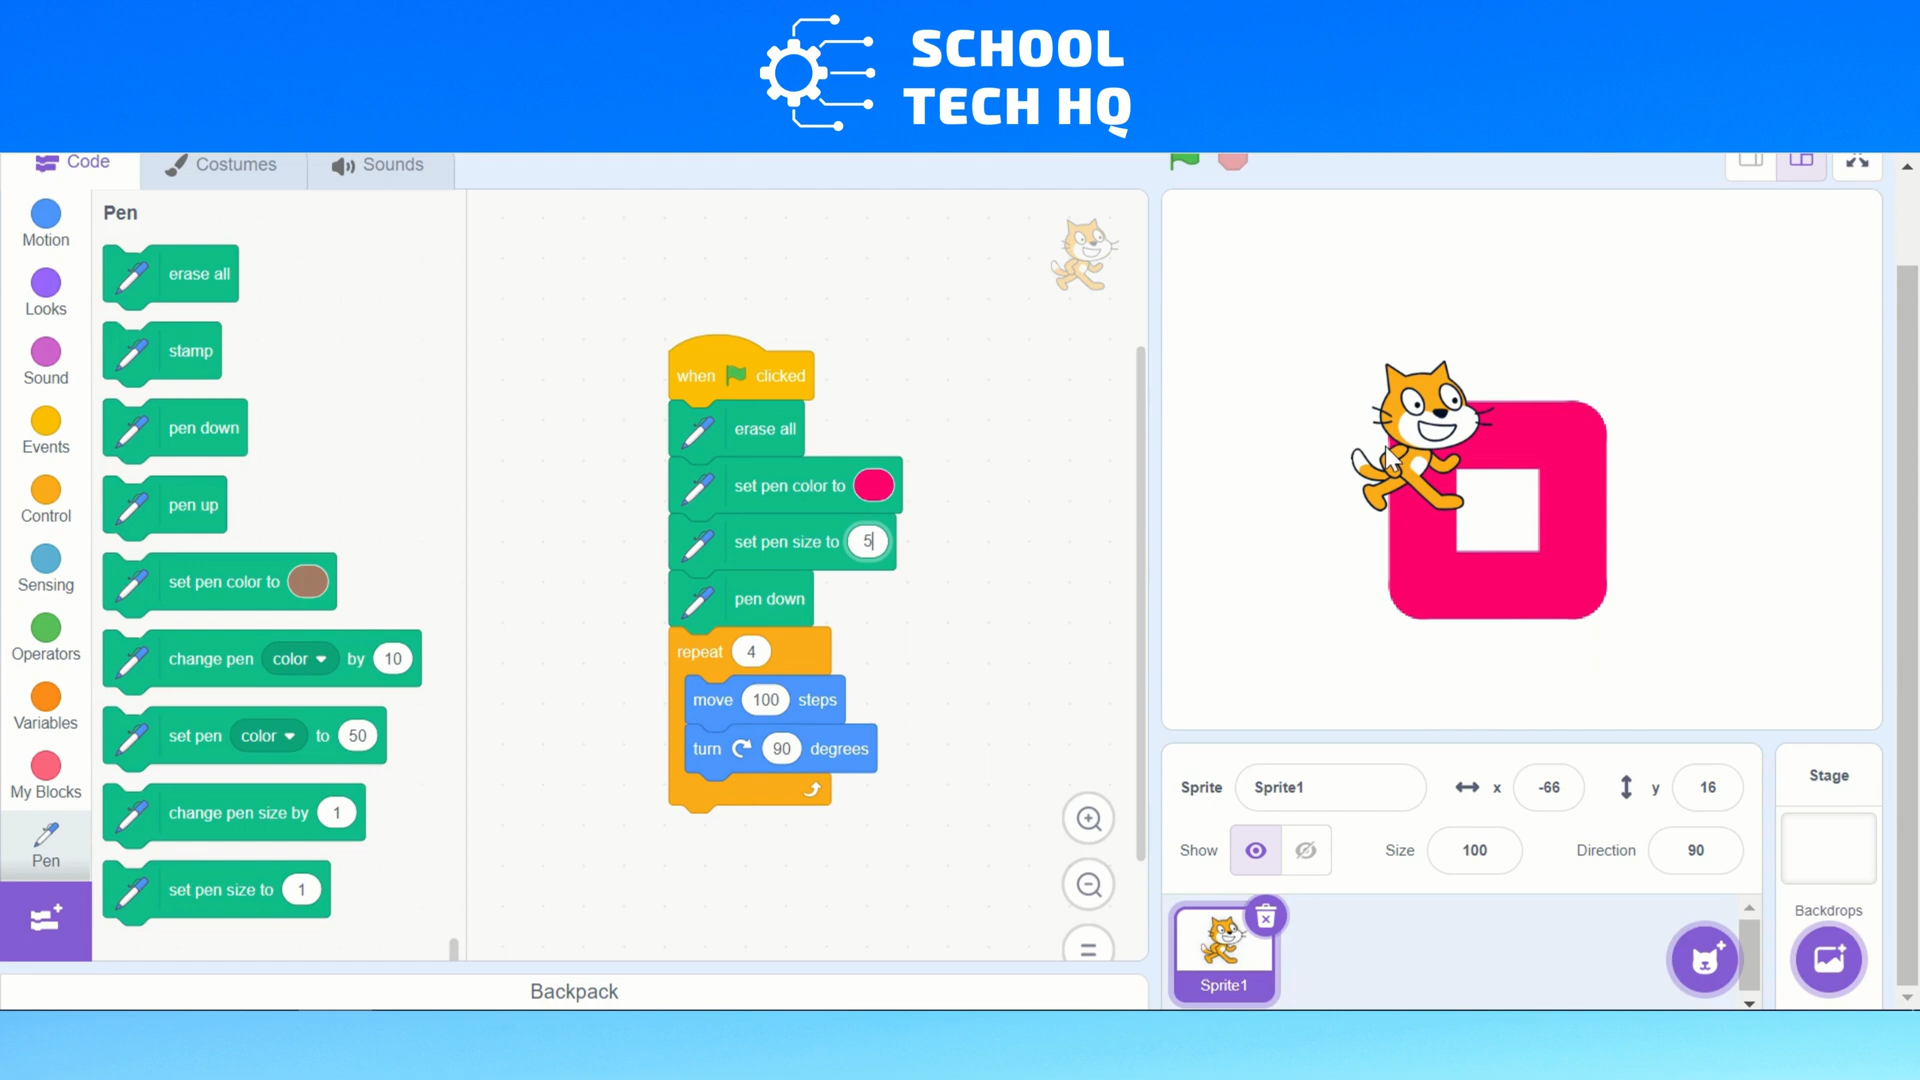 SCHOOL
TECH HQ
Code
Costumes
Sounds
Motion
Looks
Sound
Events
Control
Sensing
Operators
Variables
My Blocks
Pen
Pen
erase all
stamp
pen down
pen up
set pen color to
change pen color by 10
set pen color to 50
change pen size by 1
set pen size to 1
when clicked
erase all
set pen color to
set pen size to 5
pen down
repeat 4
move 100 steps
turn 90 degrees
Backpack
Sprite Sprite1 x -66 y 16
Show Size 100 Direction 90
Sprite1
Stage
Backdrops